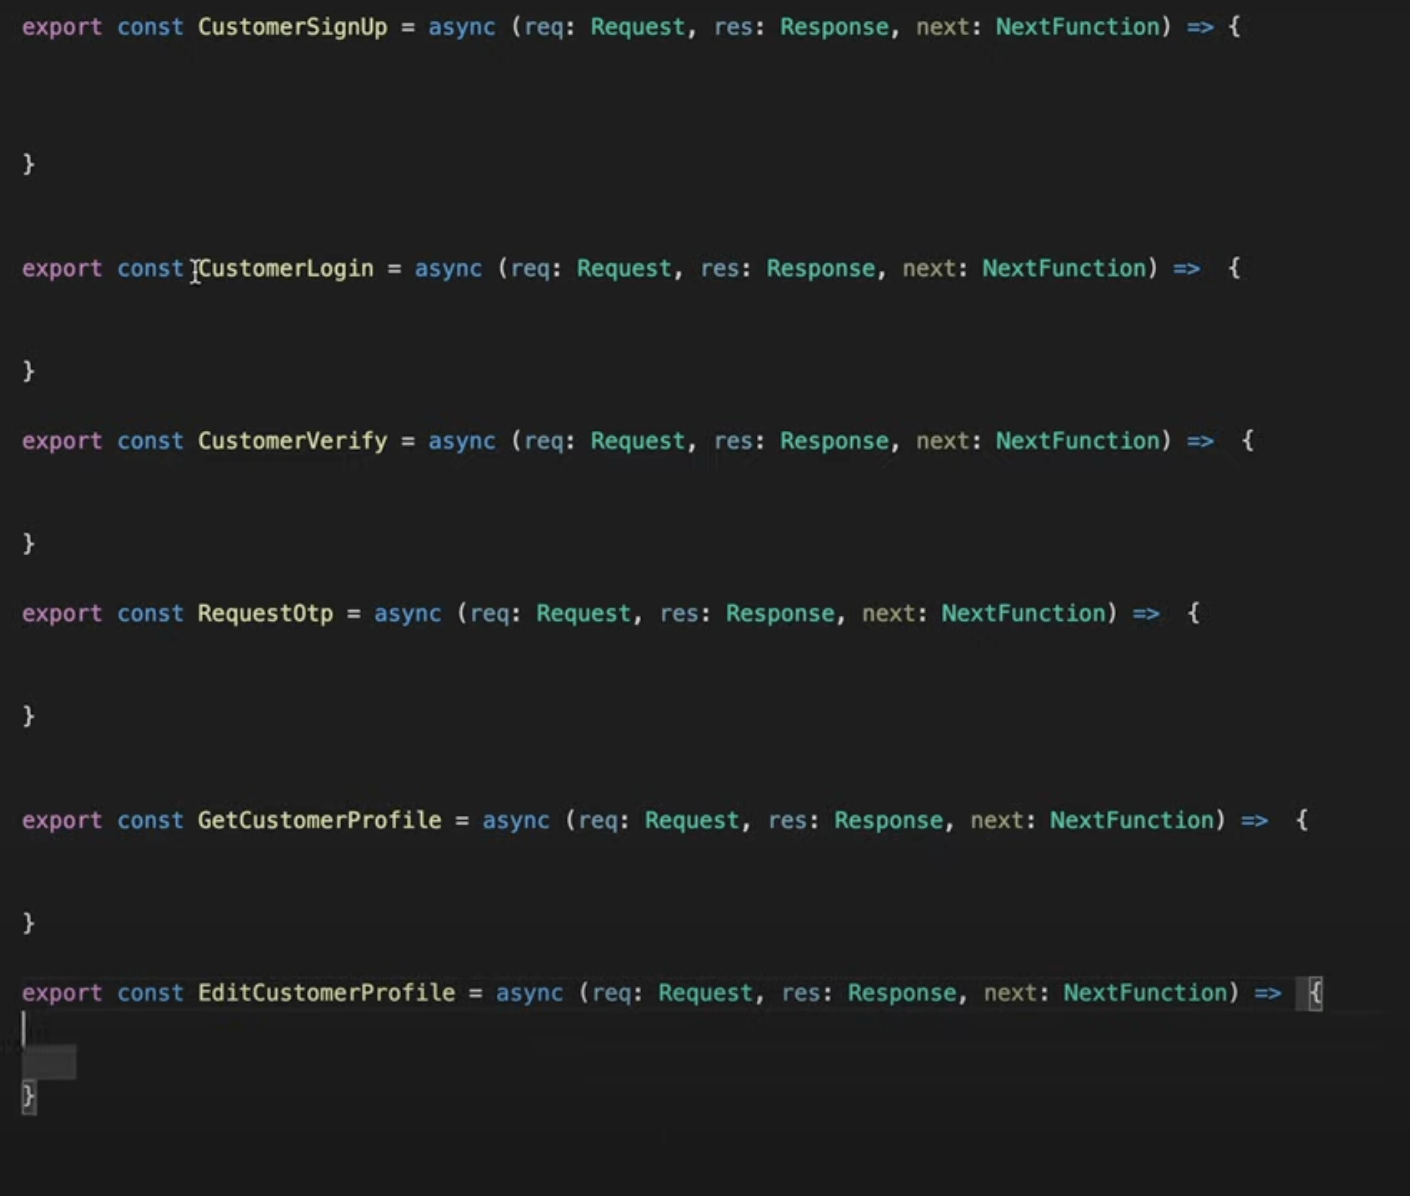 export const CustomerSignUp = async (req: Request, res: Response, next: NextFunction) => {
}
export const CustomerLogin = async (req: Request, res: Response, next: NextFunction) =>  {
}
export const CustomerVerify = async (req: Request, res: Response, next: NextFunction) =>  {
}
export const RequestOtp = async (req: Request, res: Response, next: NextFunction) =>  {
}
export const GetCustomerProfile = async (req: Request, res: Response, next: NextFunction) =>  {
}
export const EditCustomerProfile = async (req: Request, res: Response, next: NextFunction) =>  {
}